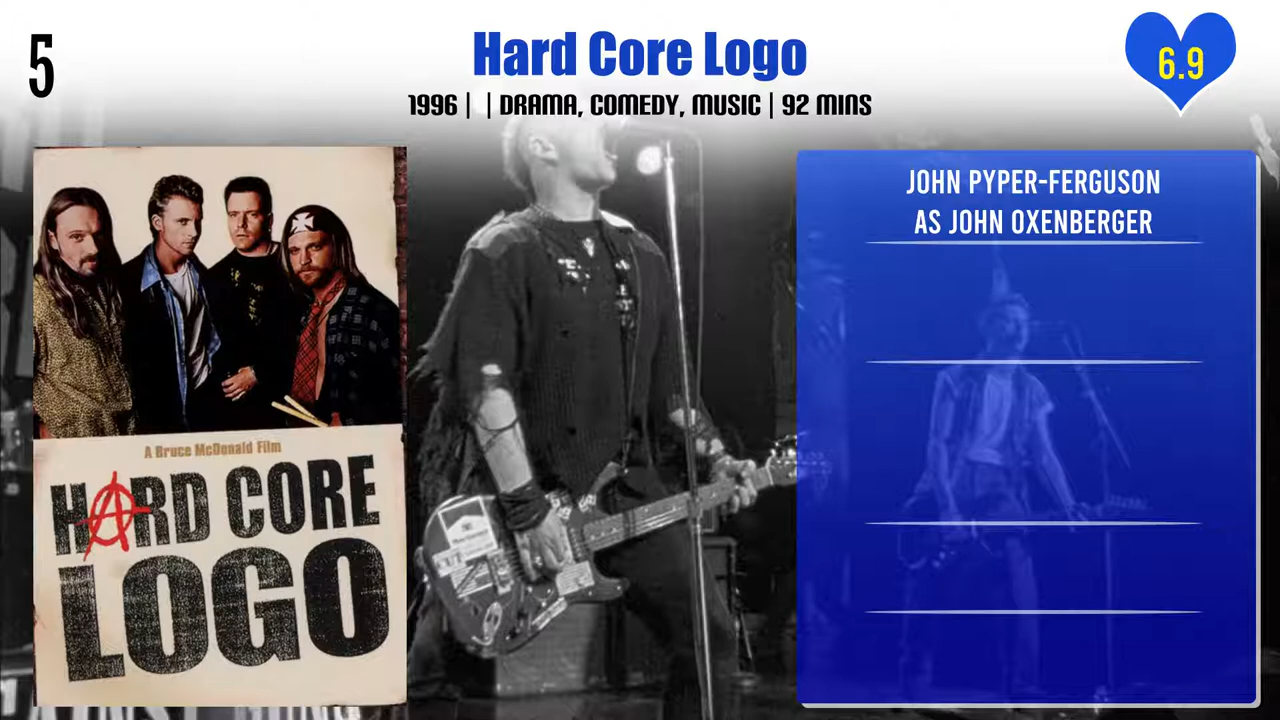 5
Hard Core Logo
1996 | | DRAMA, COMEDY, MUSIC | 92 MINS
6.9
JOHN PYPER-FERGUSON
AS JOHN OXENBERGER
A Bruce McDonald Film
HARD CORE
LOGO